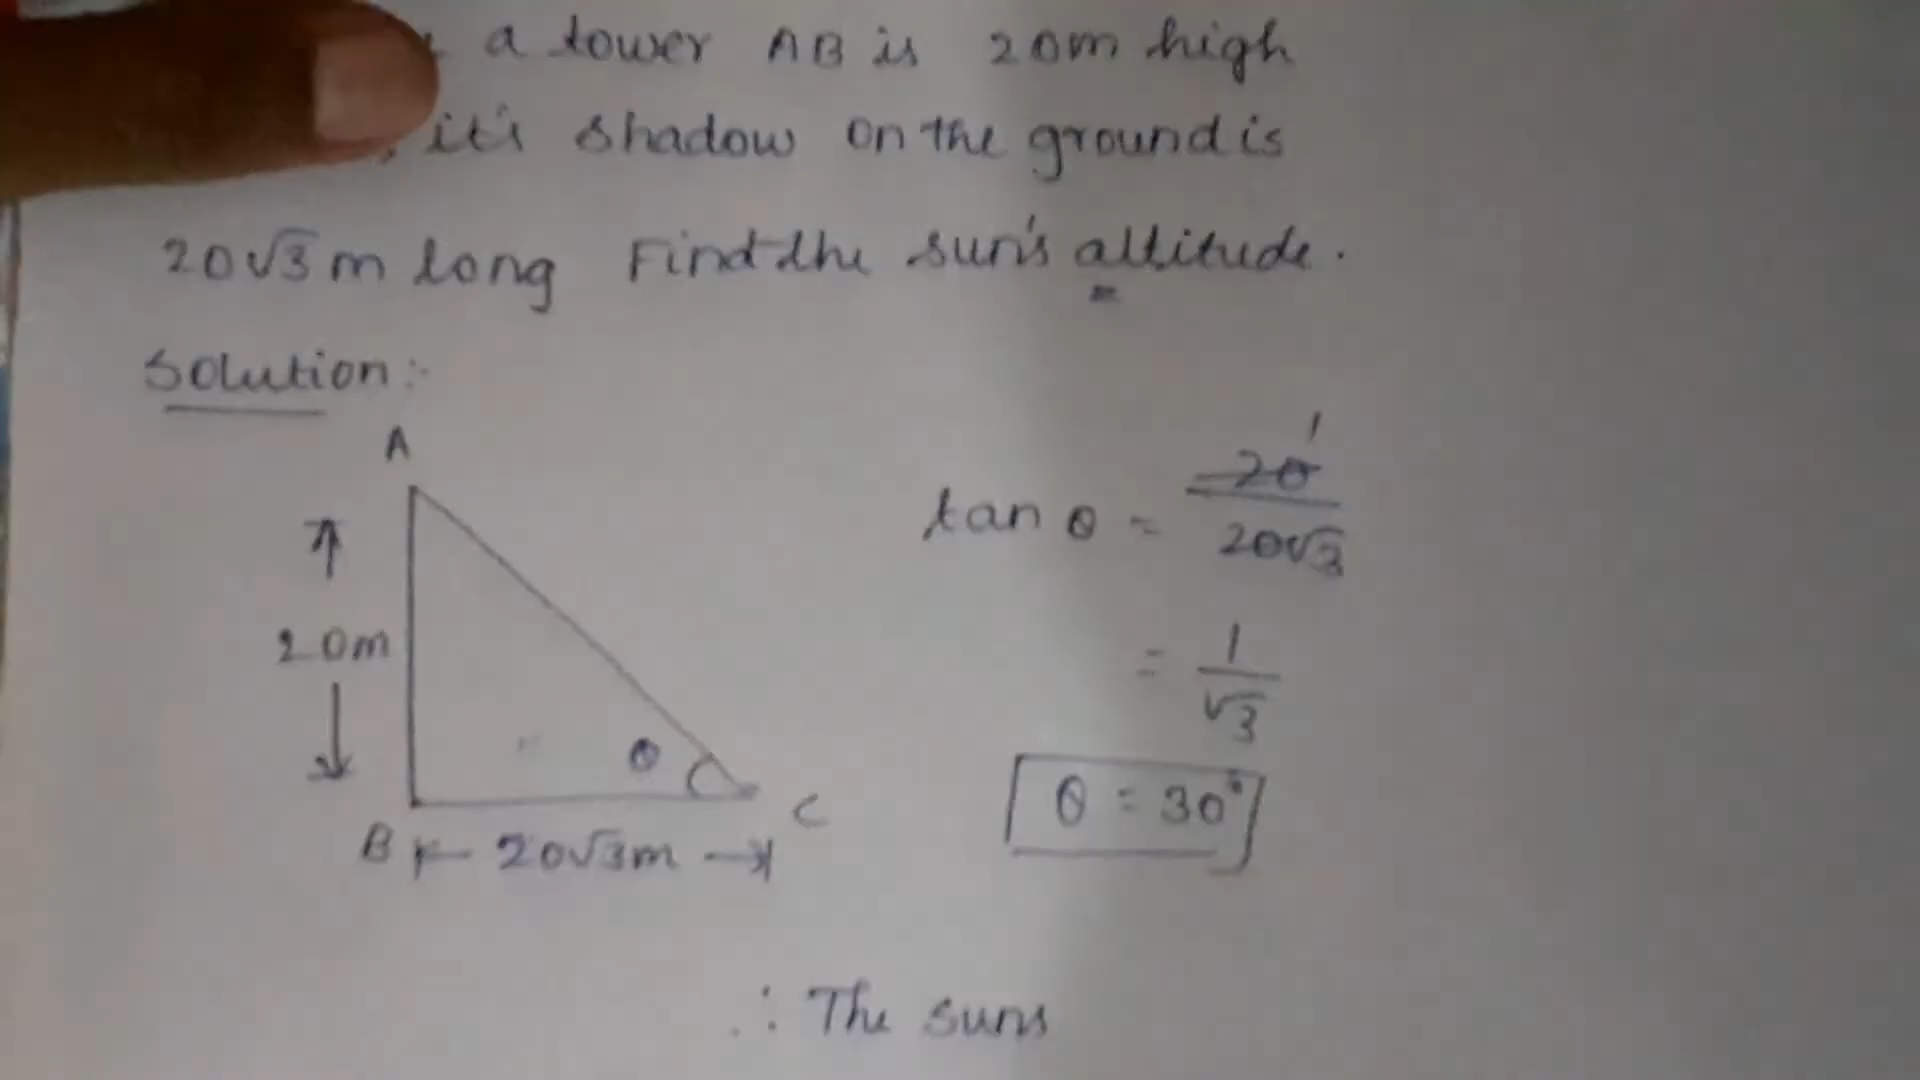 a tower AB is 20m high
it's shadow on the ground is
20√3 m long Find the sun's altitude.
Solution:-
A
20m
θ
B
20√3m
C
tan θ = 20/20√3
1
= 1/√3
θ = 30°
∴ The suns